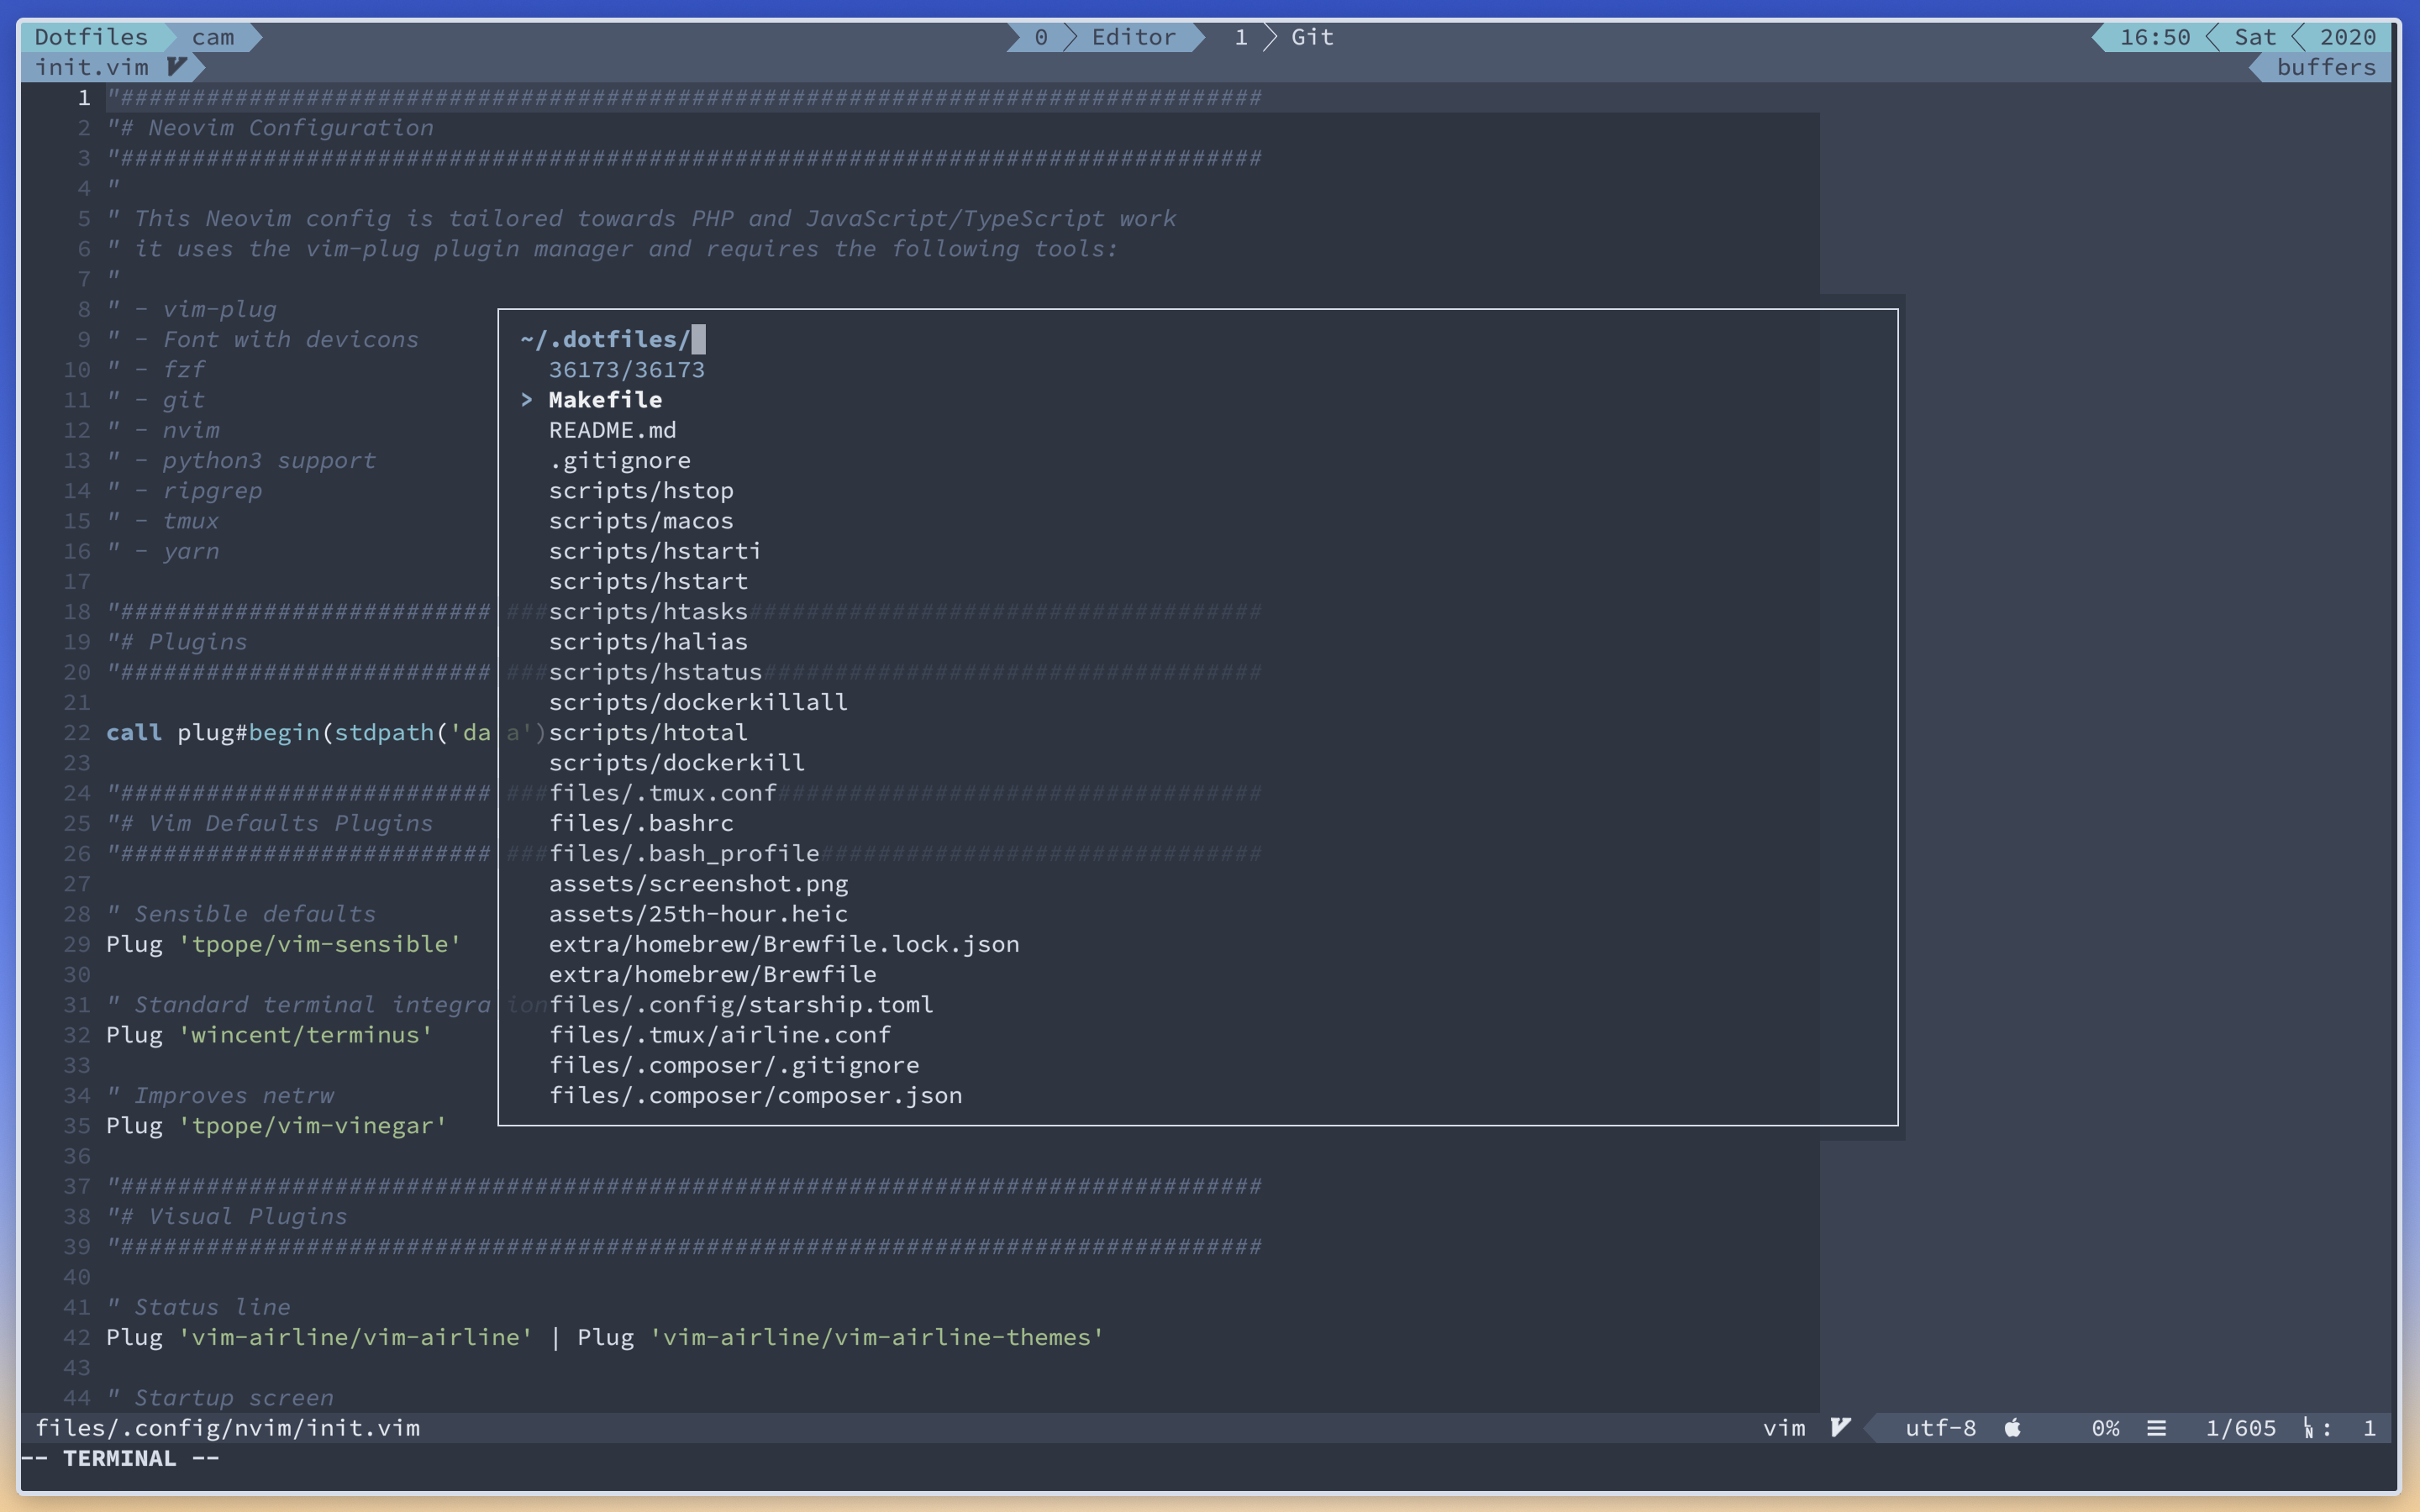 Dotfiles cam 0 Editor 1 Git 16:50 Sat 2020
init.vim buffers
1 "################################################################################
2 "# Neovim Configuration
3 "################################################################################
4 "
5 " This Neovim config is tailored towards PHP and JavaScript/TypeScript work
6 " it uses the vim-plug plugin manager and requires the following tools:
7 "
8 " - vim-plug
9 " - Font with devicons
10 " - fzf
11 " - git
12 " - nvim
13 " - python3 support
14 " - ripgrep
15 " - tmux
16 " - yarn
17
18 "##########################
19 "# Plugins
20 "##########################
21
22 call plug#begin(stdpath('da a')
23
24 "##########################
25 "# Vim Defaults Plugins
26 "##########################
27
28 " Sensible defaults
29 Plug 'tpope/vim-sensible'
30
31 " Standard terminal integra ion
32 Plug 'wincent/terminus'
33
34 " Improves netrw
35 Plug 'tpope/vim-vinegar'
36
37 "################################################################################
38 "# Visual Plugins
39 "################################################################################
40
41 " Status line
42 Plug 'vim-airline/vim-airline' | Plug 'vim-airline/vim-airline-themes'
43
44 " Startup screen
~/.dotfiles/
36173/36173
> Makefile
README.md
.gitignore
scripts/hstop
scripts/macos
scripts/hstarti
scripts/hstart
scripts/htasks
scripts/halias
scripts/hstatus
scripts/dockerkillall
scripts/htotal
scripts/dockerkill
files/.tmux.conf
files/.bashrc
files/.bash_profile
assets/screenshot.png
assets/25th-hour.heic
extra/homebrew/Brewfile.lock.json
extra/homebrew/Brewfile
files/.config/starship.toml
files/.tmux/airline.conf
files/.composer/.gitignore
files/.composer/composer.json
files/.config/nvim/init.vim vim utf-8 0% ☰ 1/605 : 1
-- TERMINAL --